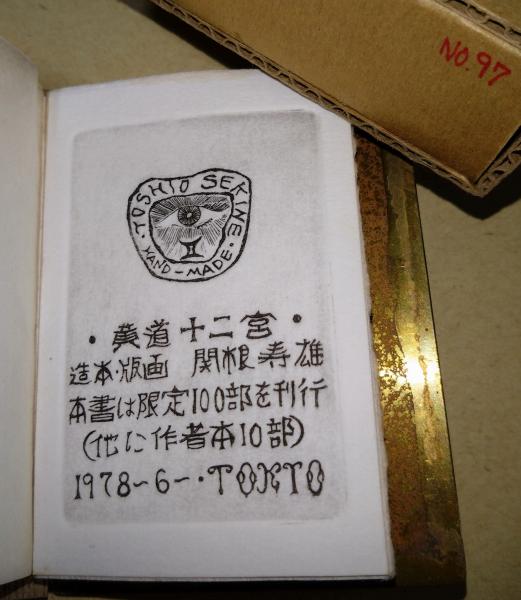 NO.97
TOSHIO SEKINE
HAND-MADE
・黄道十二宮・
造本・版画 関根寿雄
本書は限定100部を刊行
(他に作者本10部)
1978~6~・TOKYO